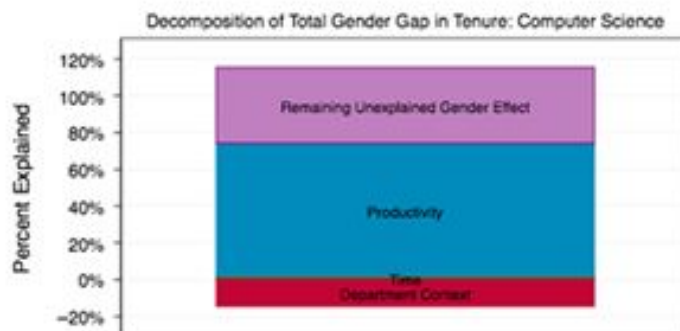 Decomposition of Total Gender Gap in Tenure: Computer Science
Percent Explained
120%
100%
80%
60%
40%
20%
0%
−20%
Remaining Unexplained Gender Effect
Productivity
Time
Department Context